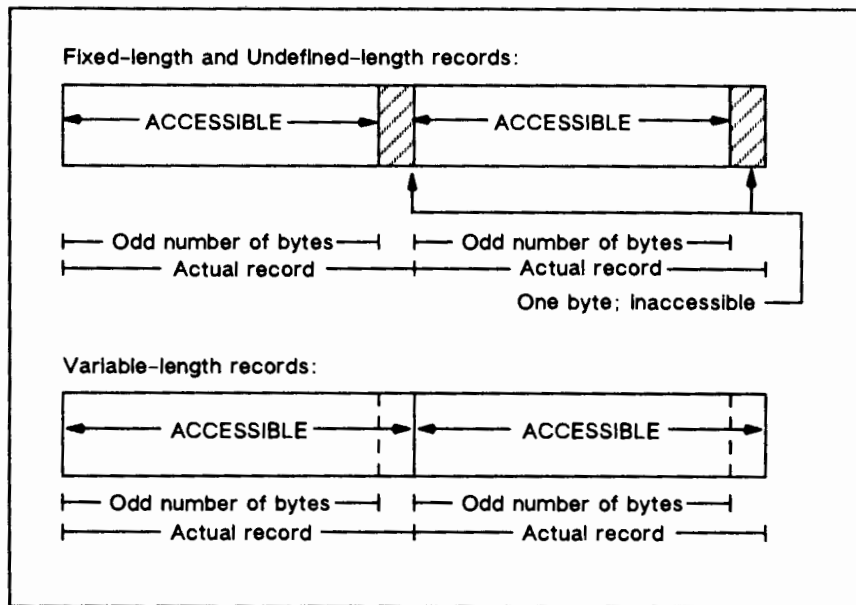 Fixed-length and Undefined-length records:
ACCESSIBLE ACCESSIBLE
Odd number of bytes Odd number of bytes
Actual record Actual record
One byte; inaccessible
Variable-length records:
ACCESSIBLE ACCESSIBLE
Odd number of bytes Odd number of bytes
Actual record Actual record